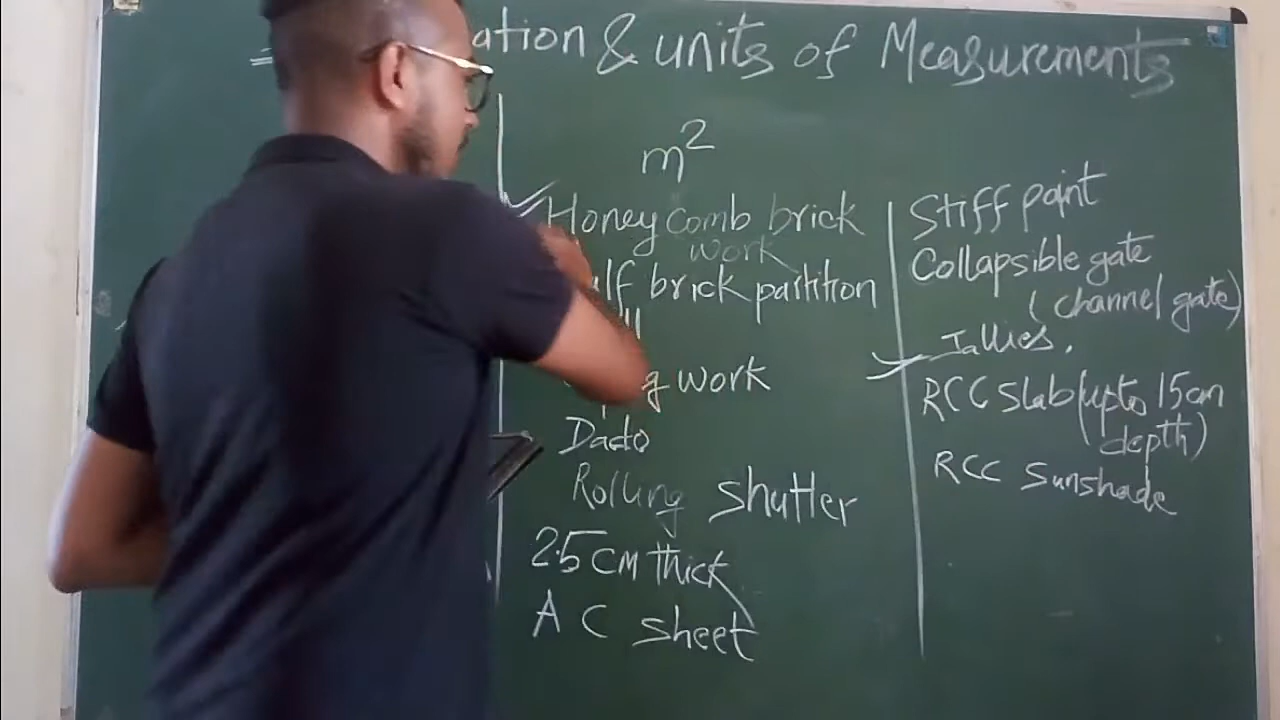 ation & units of Measurements
m²
Honey comb brick
work
lf brick partition
ll
g work
Dado
Rolling shutter
2.5 cm thick
A C sheet
Stiff paint
Collapsible gate
(channel gate)
Jallies.
RCC slab (upto 15cm
depth)
RCC Sunshade